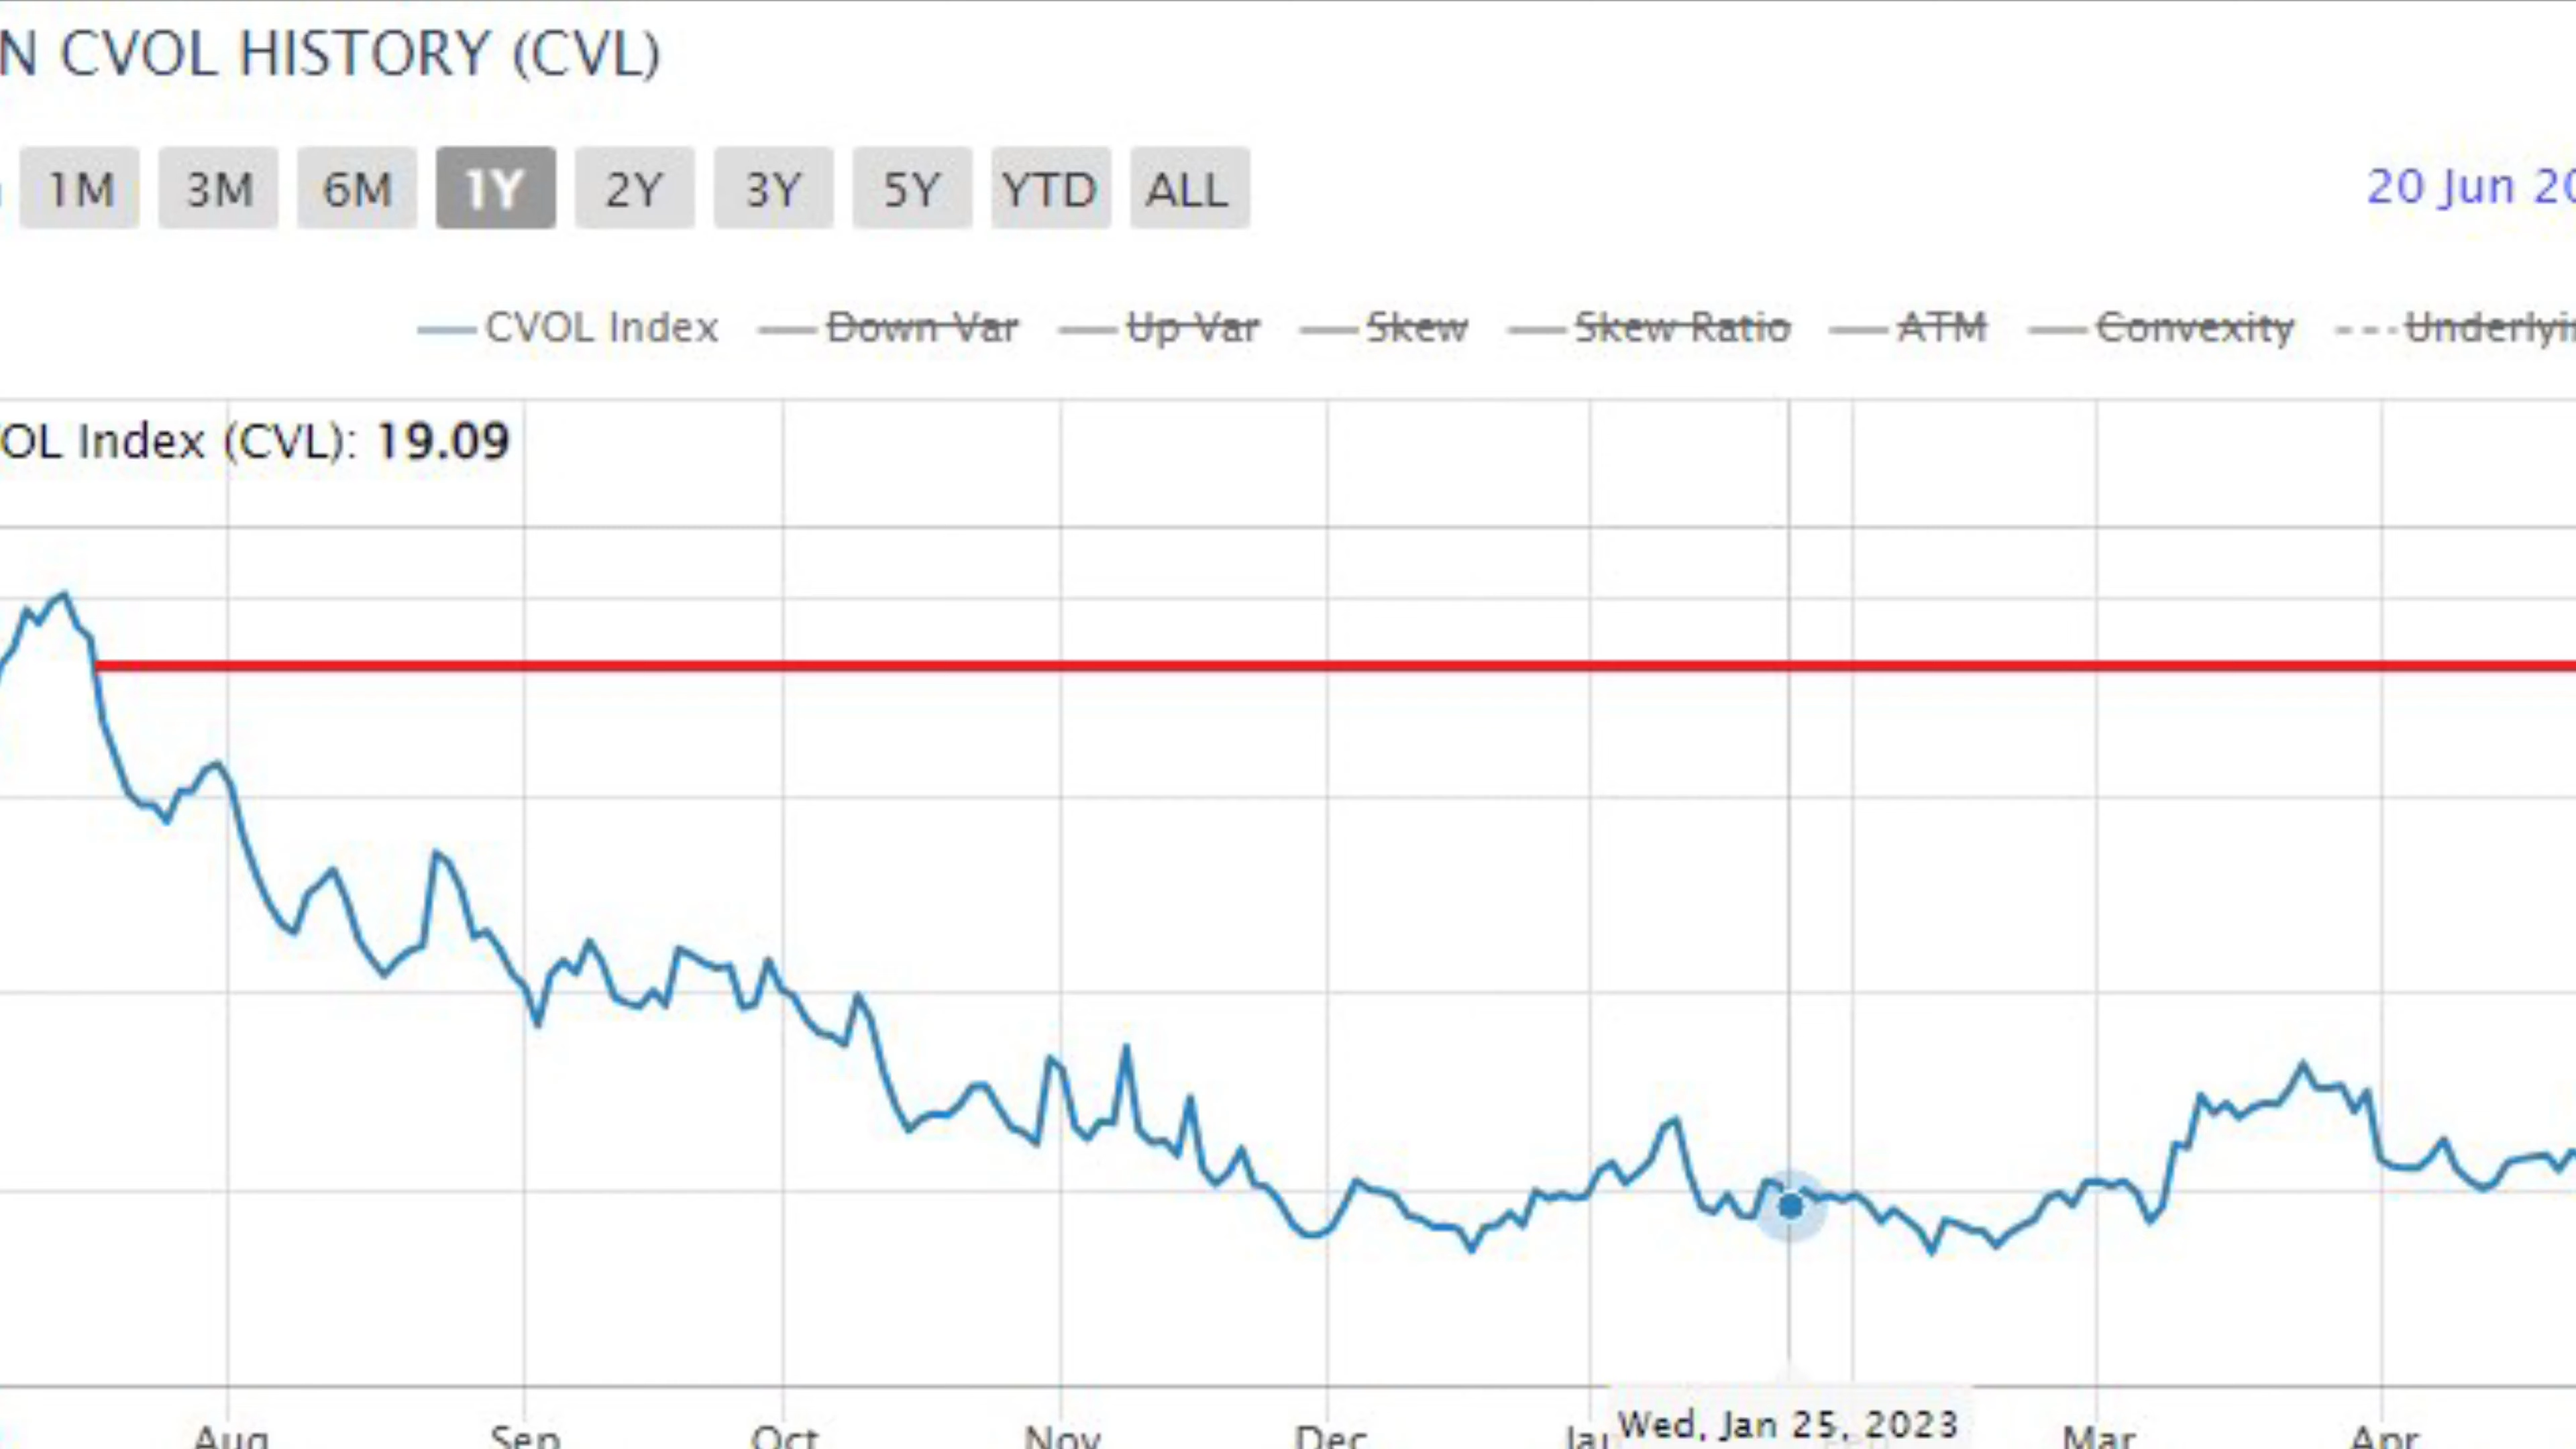 N CVOL HISTORY (CVL)
1M 3M 6M 1Y 2Y 3Y 5Y YTD ALL 20 Jun 20
CVOL Index Down Var Up Var Skew Skew Ratio ATM Convexity Underlyin
OL Index (CVL): 19.09
Aug Sep Oct Nov Dec Wed, Jan 25, 2023 Mar Apr